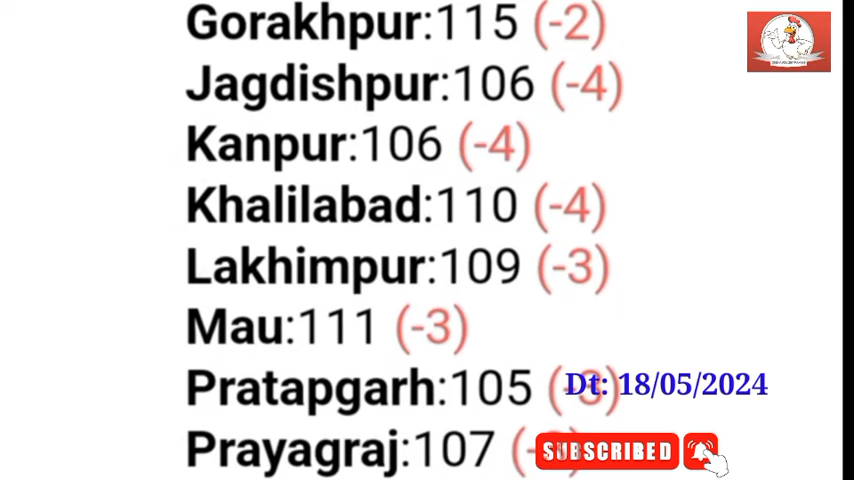 Gorakhpur:115 (-2)
Jagdishpur:106 (-4)
Kanpur:106 (-4)
Khalilabad:110 (-4)
Lakhimpur:109 (-3)
Mau:111 (-3)
Pratapgarh:105 (-3)
Dt: 18/05/2024
Prayagraj:107
SUBSCRIBED